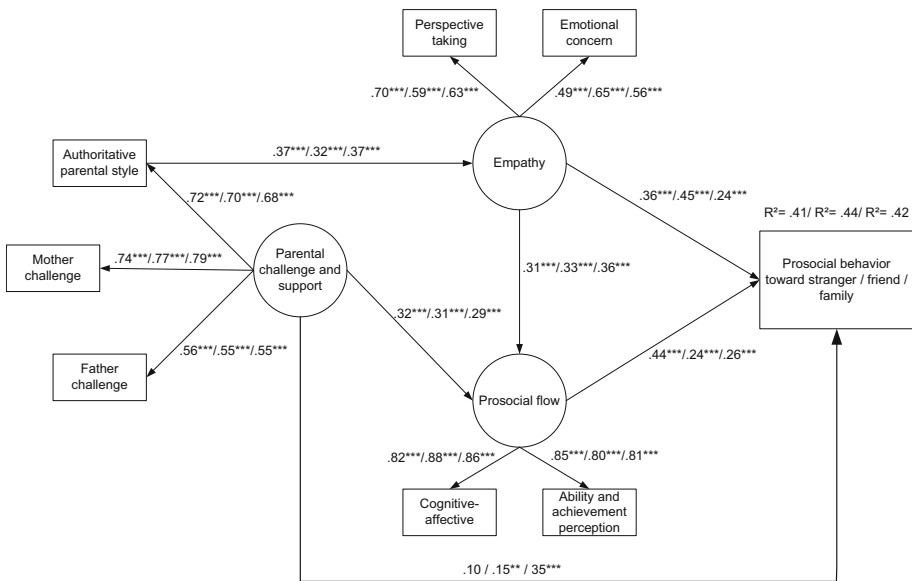 Perspective
taking
Emotional
concern
.70***/.59***/.63***
.49***/.65***/.56***
Authoritative
parental style
.37***/.32***/.37***
Empathy
.72***/.70***/.68***
.36***/.45***/.24***
R²= .41/ R²= .44/ R²= .42
Mother
challenge
.74***/.77***/.79***
Parental
challenge and
support
.31***/.33***/.36***
Prosocial behavior
toward stranger / friend /
family
.32***/.31***/.29***
.56***/.55***/.55***
Father
challenge
.44***/.24***/.26***
Prosocial flow
.82***/.88***/.86***
.85***/.80***/.81***
Cognitive-
affective
Ability and
achievement
perception
.10 / .15** / 35***